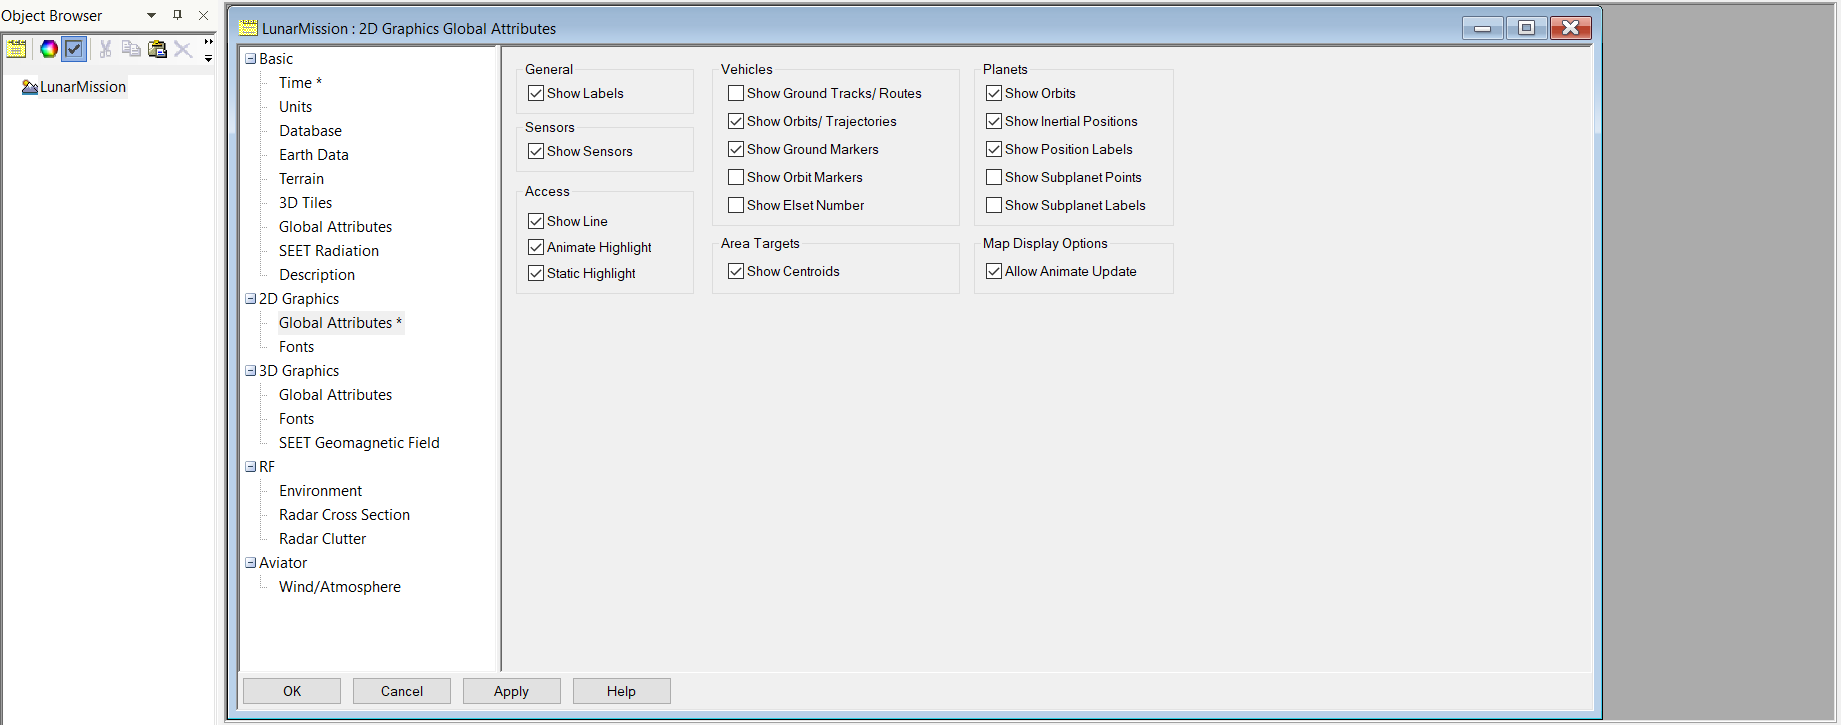 Object Browser
LunarMission
LunarMission : 2D Graphics Global Attributes
Basic
Time *
Units
Database
Earth Data
Terrain
3D Tiles
Global Attributes
SEET Radiation
Description
2D Graphics
Global Attributes *
Fonts
3D Graphics
Global Attributes
Fonts
SEET Geomagnetic Field
RF
Environment
Radar Cross Section
Radar Clutter
Aviator
Wind/Atmosphere
General
Show Labels
Sensors
Show Sensors
Access
Show Line
Animate Highlight
Static Highlight
Vehicles
Show Ground Tracks/ Routes
Show Orbits/ Trajectories
Show Ground Markers
Show Orbit Markers
Show Elset Number
Area Targets
Show Centroids
Planets
Show Orbits
Show Inertial Positions
Show Position Labels
Show Subplanet Points
Show Subplanet Labels
Map Display Options
Allow Animate Update
OK
Cancel
Apply
Help